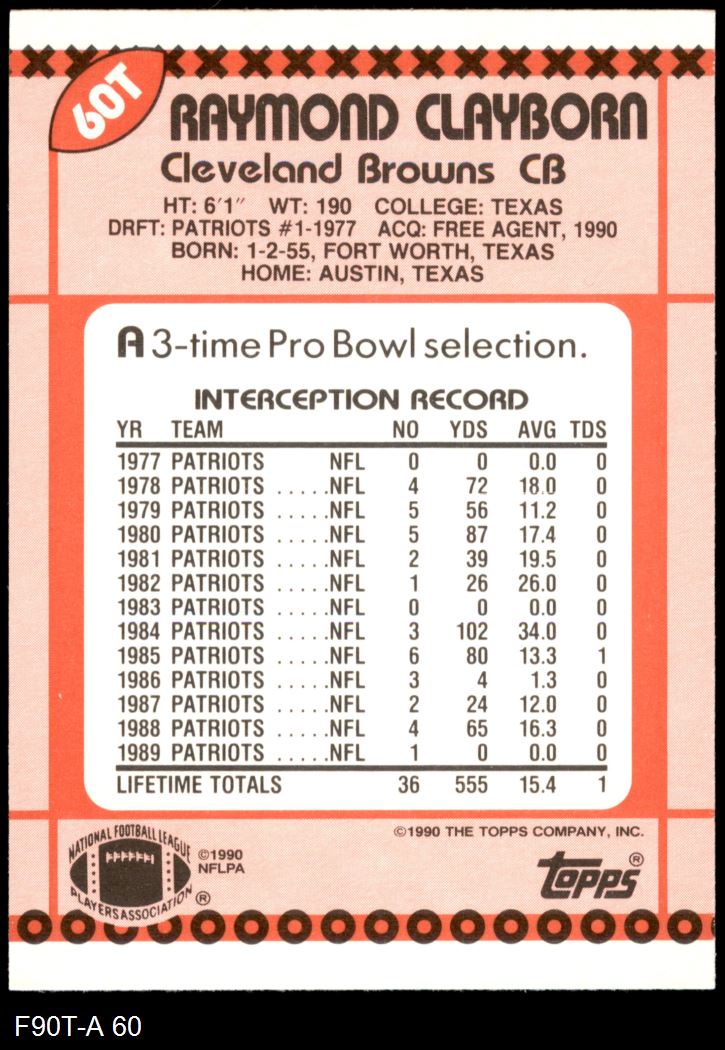 60T
RAYMOND CLAYBORN
Cleveland Browns CB
HT: 6'1" WT: 190 COLLEGE: TEXAS
DRFT: PATRIOTS #1-1977 ACQ: FREE AGENT, 1990
BORN: 1-2-55, FORT WORTH, TEXAS
HOME: AUSTIN, TEXAS
A 3-time Pro Bowl selection.
INTERCEPTION RECORD
YR TEAM NO YDS AVG TDS
1977 PATRIOTS NFL 0 0 0.0 0
1978 PATRIOTS .....NFL 4 72 18.0 0
1979 PATRIOTS .....NFL 5 56 11.2 0
1980 PATRIOTS .....NFL 5 87 17.4 0
1981 PATRIOTS .....NFL 2 39 19.5 0
1982 PATRIOTS .....NFL 1 26 26.0 0
1983 PATRIOTS .....NFL 0 0 0.0 0
1984 PATRIOTS .....NFL 3 102 34.0 0
1985 PATRIOTS .....NFL 6 80 13.3 1
1986 PATRIOTS .....NFL 3 4 1.3 0
1987 PATRIOTS .....NFL 2 24 12.0 0
1988 PATRIOTS .....NFL 4 65 16.3 0
1989 PATRIOTS .....NFL 1 0 0.0 0
LIFETIME TOTALS 36 555 15.4 1
©1990 THE TOPPS COMPANY, INC.
NATIONAL FOOTBALL LEAGUE
PLAYERS ASSOCIATION ®
©1990
NFLPA
Topps®
F90T-A 60